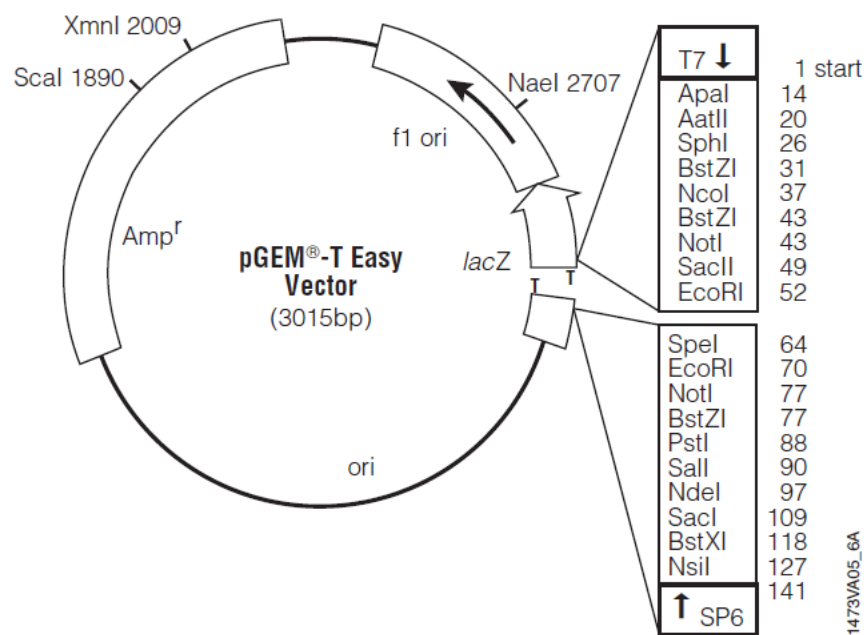 XmnI 2009
ScaI 1890
NaeI 2707
f1 ori
Ampʳ
pGEM®-T Easy
Vector
(3015bp)
lacZ
T
T
ori
T7 ↓
1 start
ApaI 14
AatII 20
SphI 26
BstZI 31
NcoI 37
BstZI 43
NotI 43
SacII 49
EcoRI 52
SpeI 64
EcoRI 70
NotI 77
BstZI 77
PstI 88
SalI 90
NdeI 97
SacI 109
BstXI 118
NsiI 127
141
↑ SP6
1473VA05_6A